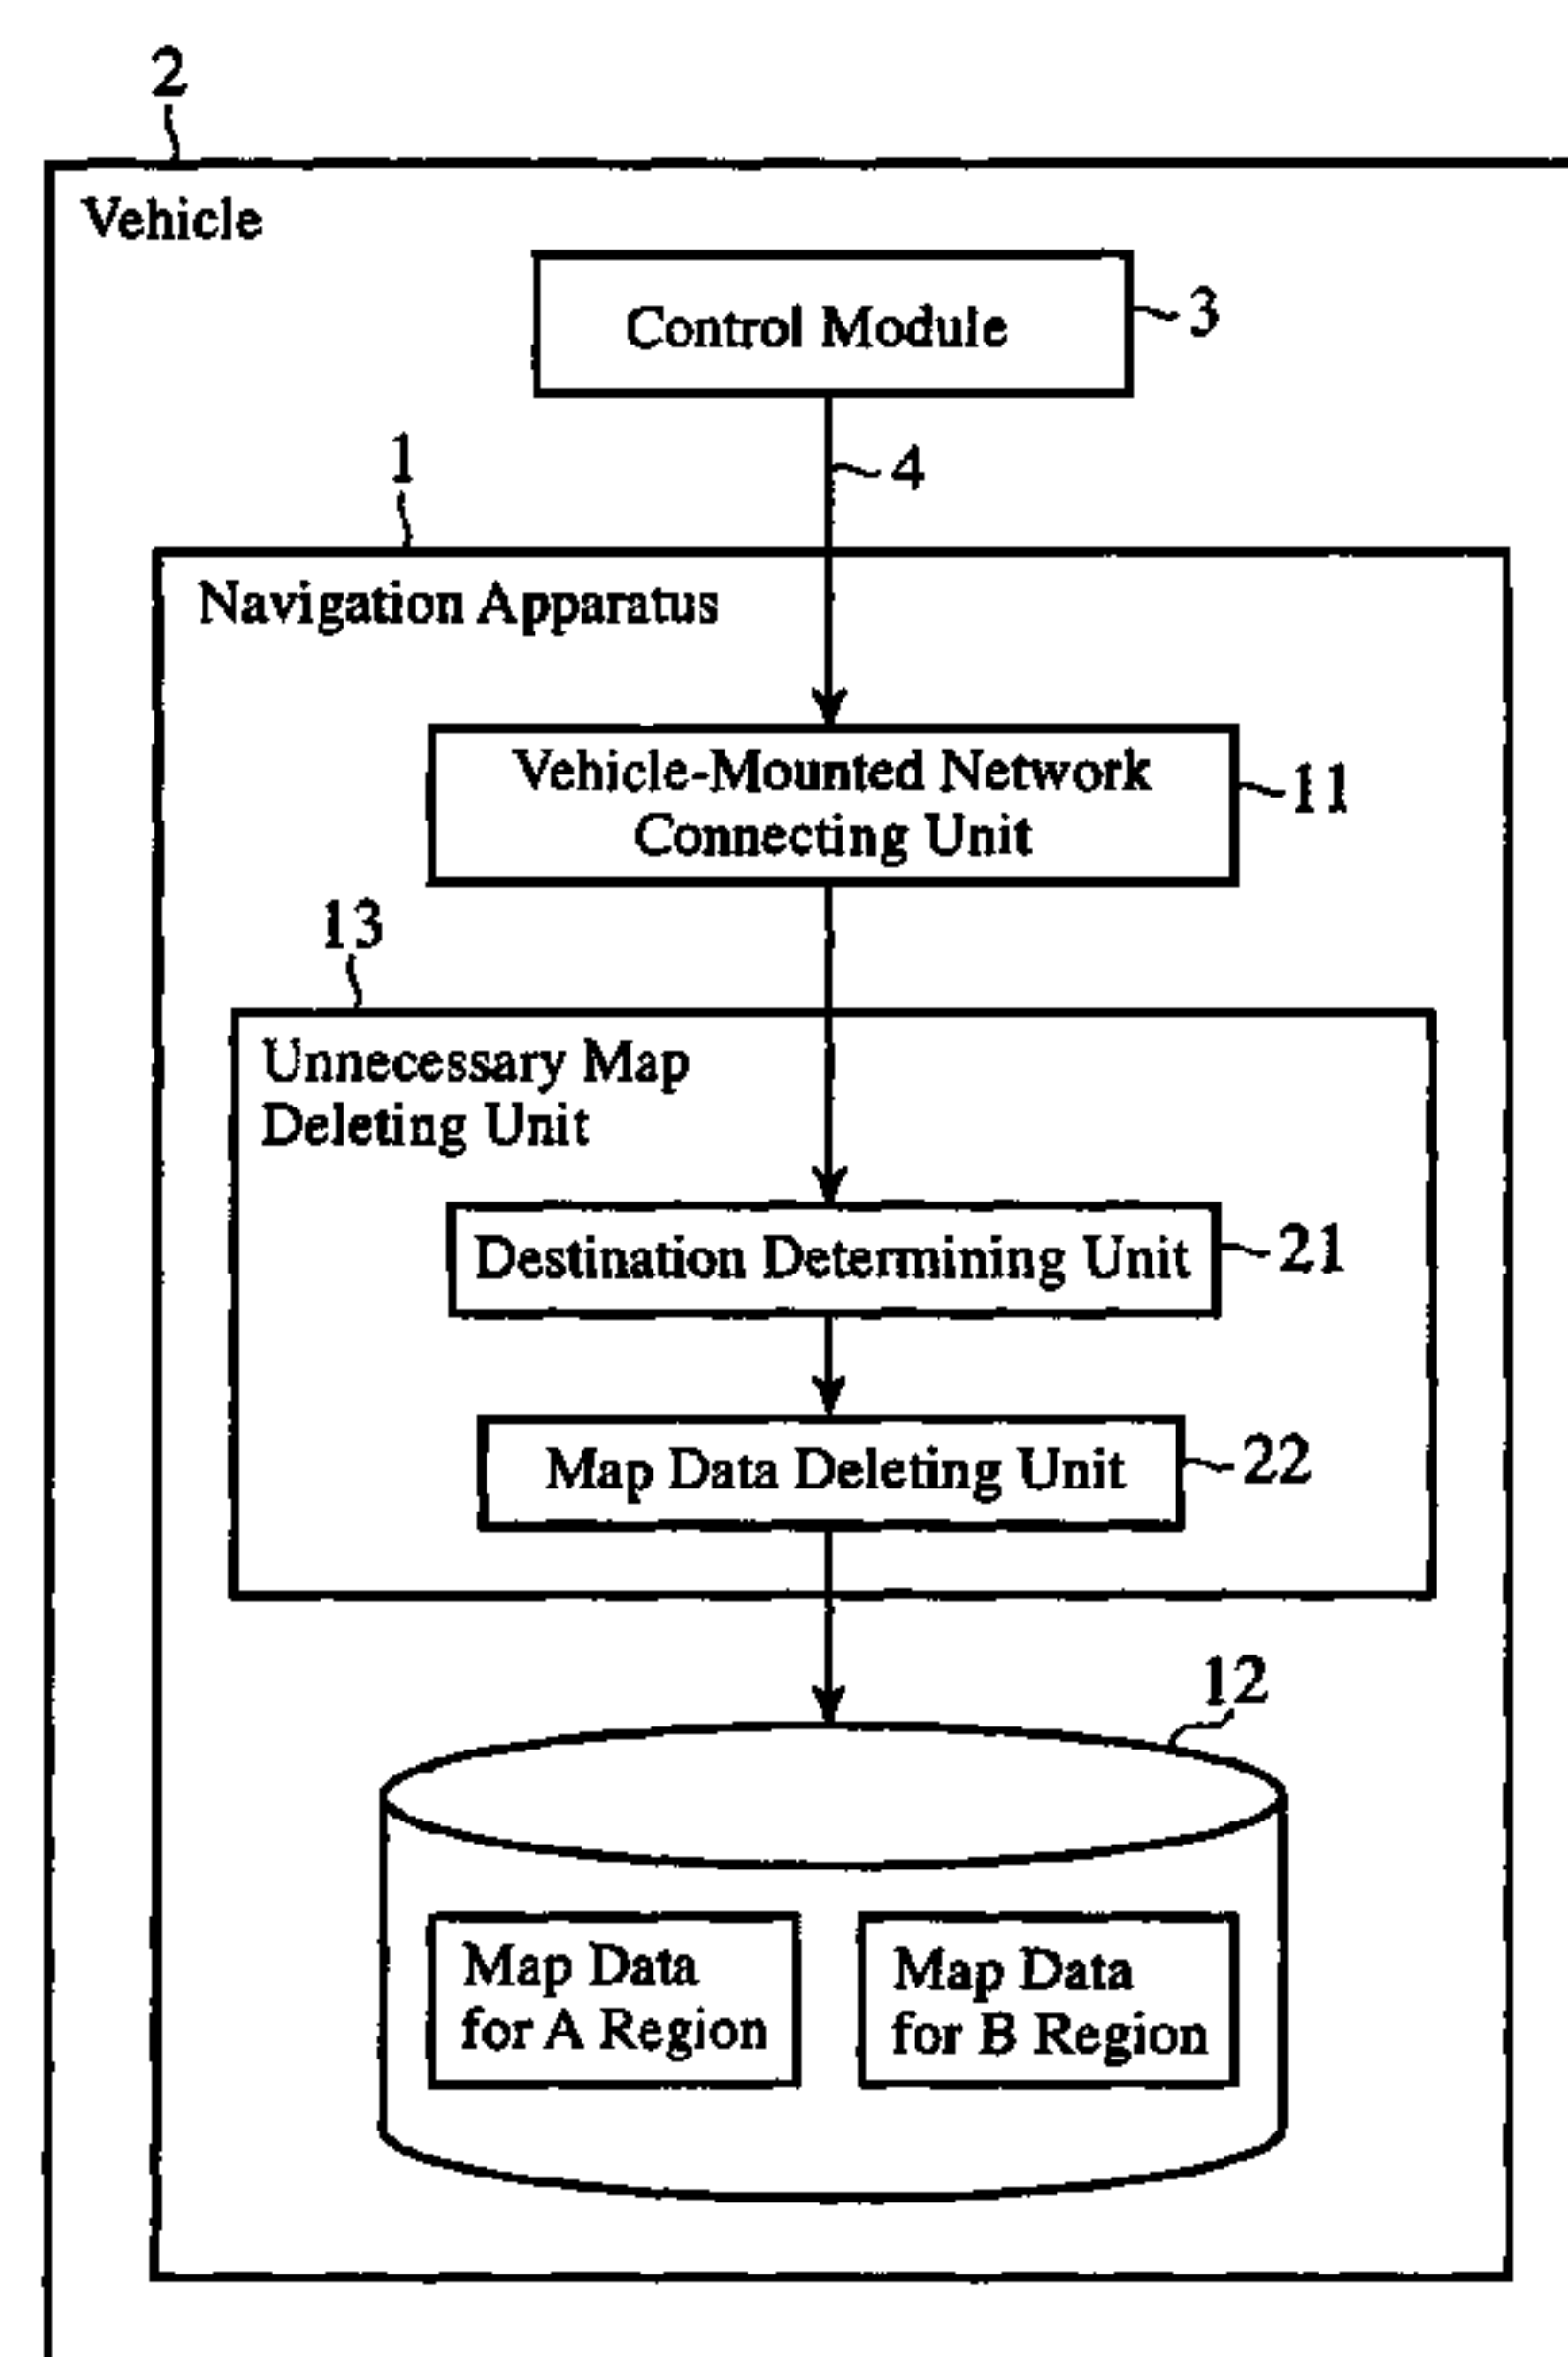 2
Vehicle
Control Module
3
4
1
Navigation Apparatus
Vehicle-Mounted Network
Connecting Unit
11
13
Unnecessary Map
Deleting Unit
Destination Determining Unit
21
Map Data Deleting Unit
22
12
Map Data
for A Region
Map Data
for B Region